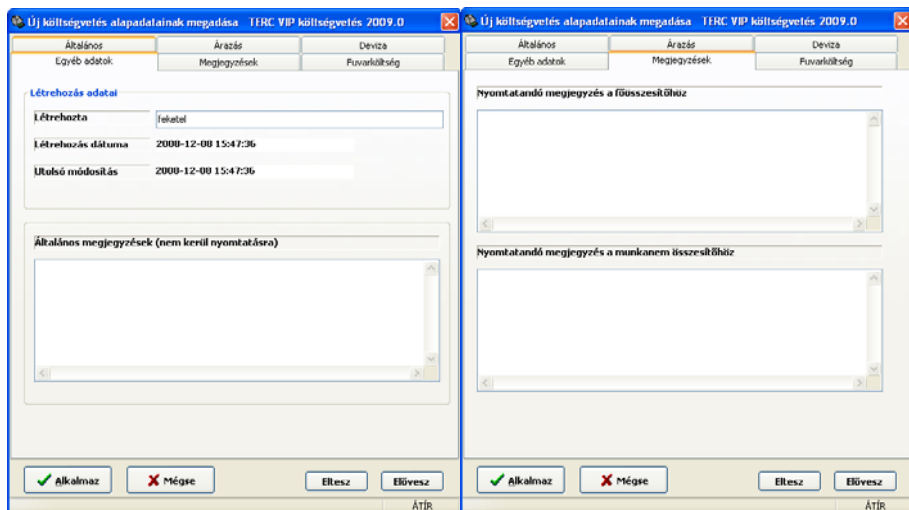 Új költségvetés alapadatainak megadása TERC VIP költségvetés 2009.0
Általános Árazás Deviza
Egyéb adatok Megjegyzések Fuvarköltség
Létrehozás adatai
Létrehozta feketel
Létrehozás dátuma 2008-12-08 15:47:36
Utolsó módosítás 2008-12-08 15:47:36
Általános megjegyzések (nem kerül nyomtatásra)
Alkalmaz Mégse Eltesz Elővesz
ÁTÍR
Új költségvetés alapadatainak megadása TERC VIP költségvetés 2009.0
Általános Árazás Deviza
Egyéb adatok Megjegyzések Fuvarköltség
Nyomtatandó megjegyzés a főösszesítőhöz
Nyomtatandó megjegyzés a munkanem összesítőhöz
Alkalmaz Mégse Eltesz Elővesz
ÁTÍR